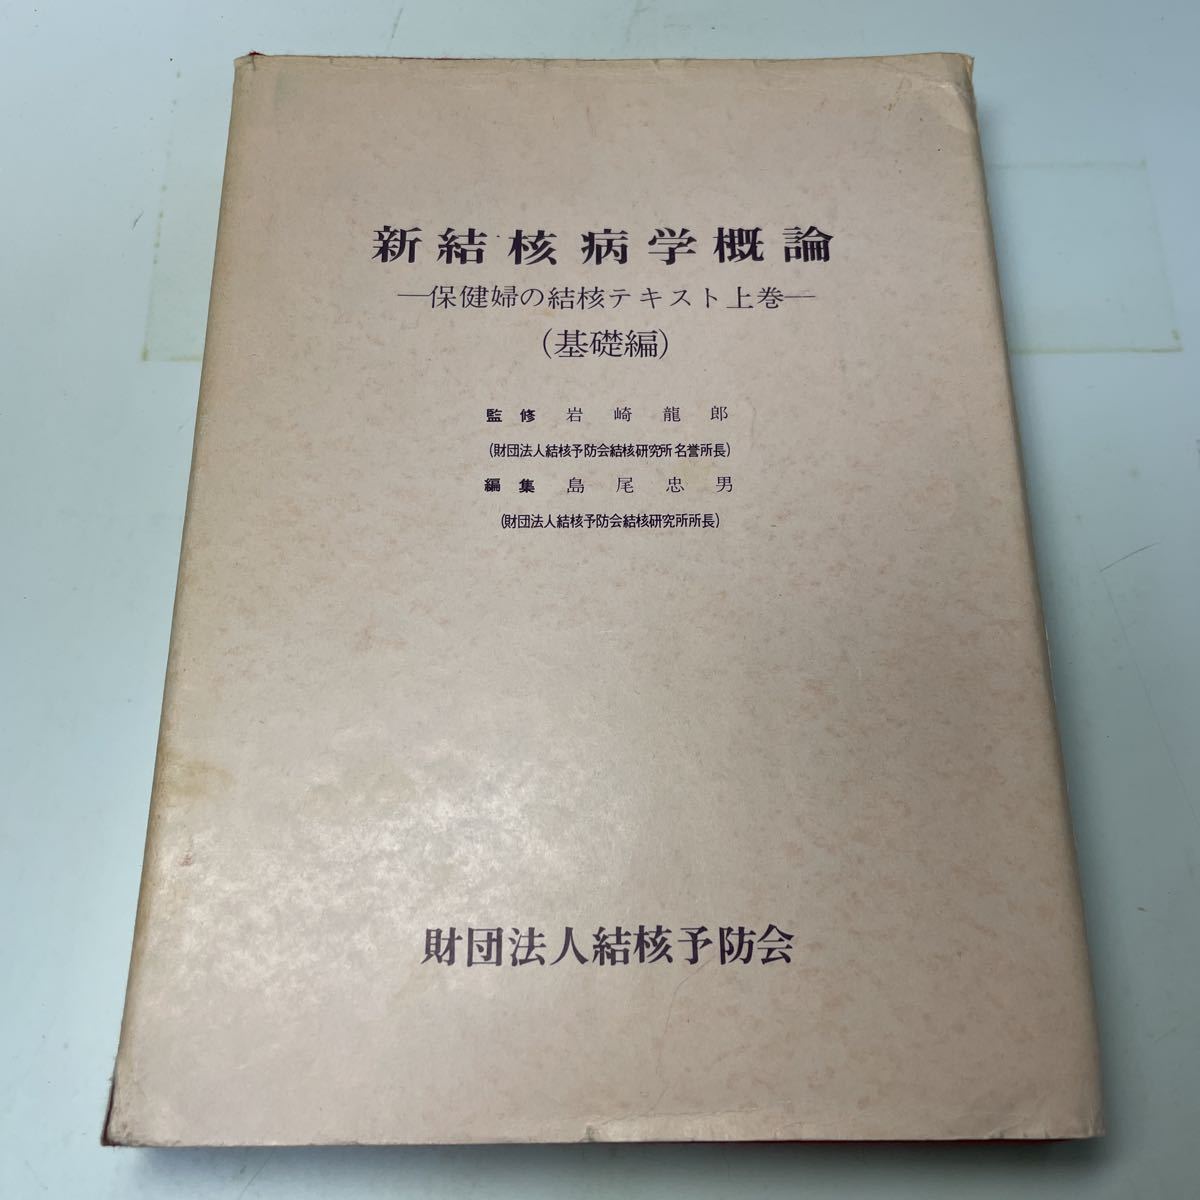 新結核病学概論
―保健婦の結核テキスト上巻―
(基礎編)
監修 岩崎龍郎
(財団法人結核予防会結核研究所名誉所長)
編集 島尾忠男
(財団法人結核予防会結核研究所所長)
財団法人結核予防会